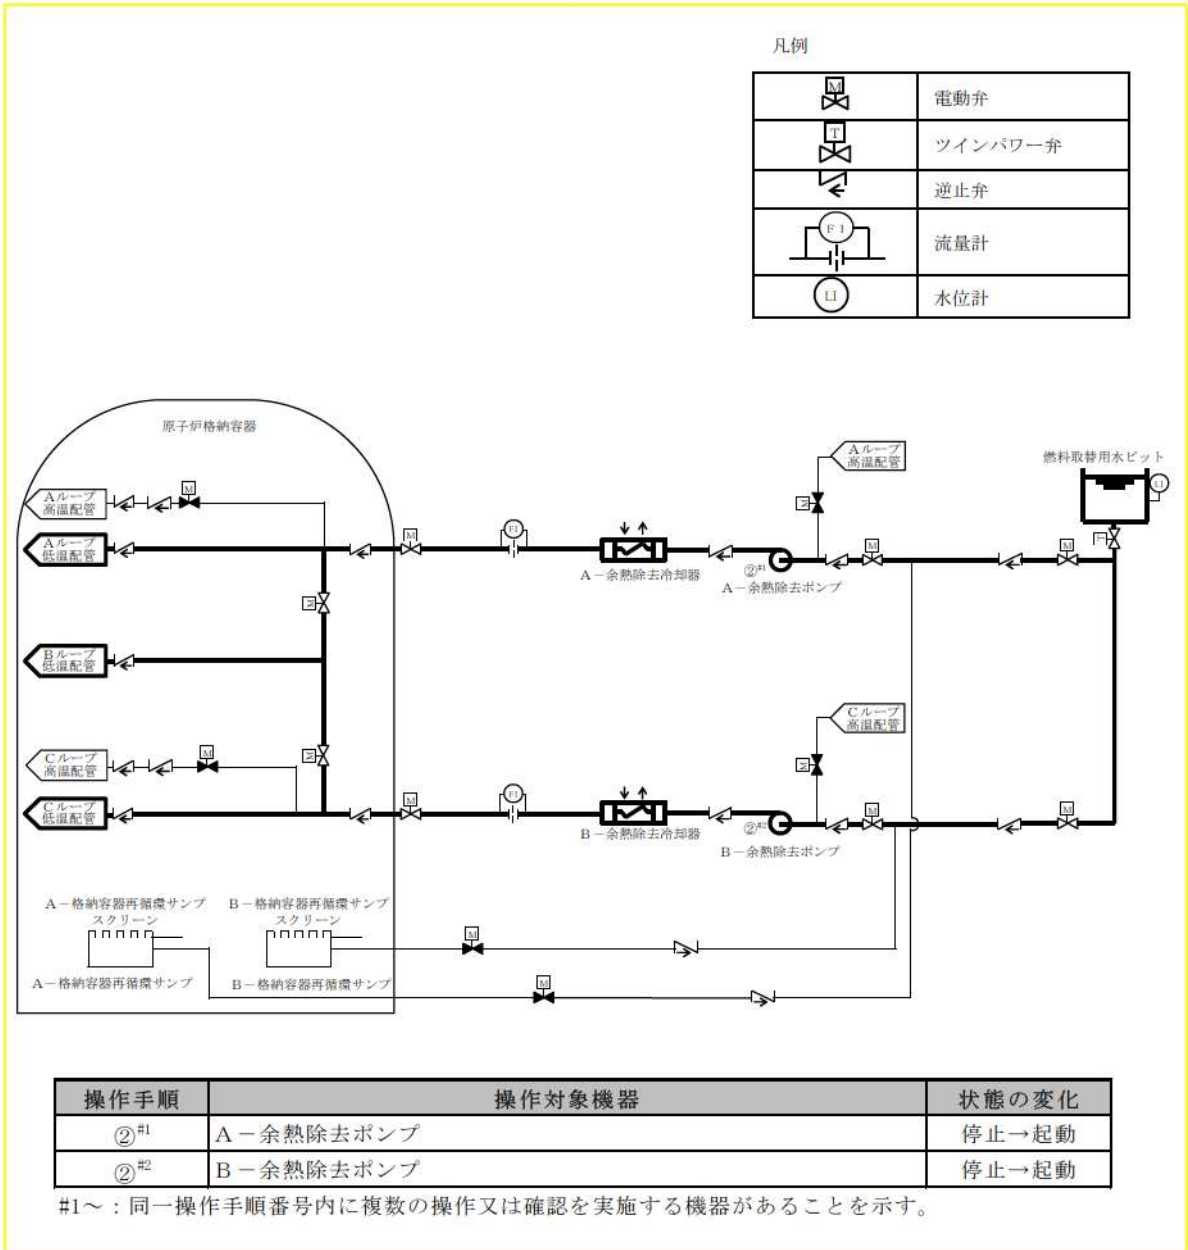 凡例
M
電動弁
T
ツインパワー弁
逆止弁
FI
流量計
LI
水位計
原子炉格納容器
Aループ
高温配管
燃料取替用水ピット
LI
Aループ
高温配管
M
M
T
Aループ
低温配管
M
FI
M
M
A-余熱除去冷却器
②#1
A-余熱除去ポンプ
M
Bループ
低温配管
Cループ
高温配管
Cループ
高温配管
M
M
M
Cループ
低温配管
M
FI
M
M
B-余熱除去冷却器
②#2
B-余熱除去ポンプ
A-格納容器再循環サンプ
スクリーン
B-格納容器再循環サンプ
スクリーン
M
A-格納容器再循環サンプ
B-格納容器再循環サンプ
M
操作手順 操作対象機器 状態の変化
②#1 A-余熱除去ポンプ 停止→起動
②#2 B-余熱除去ポンプ 停止→起動
#1~:同一操作手順番号内に複数の操作又は確認を実施する機器があることを示す。